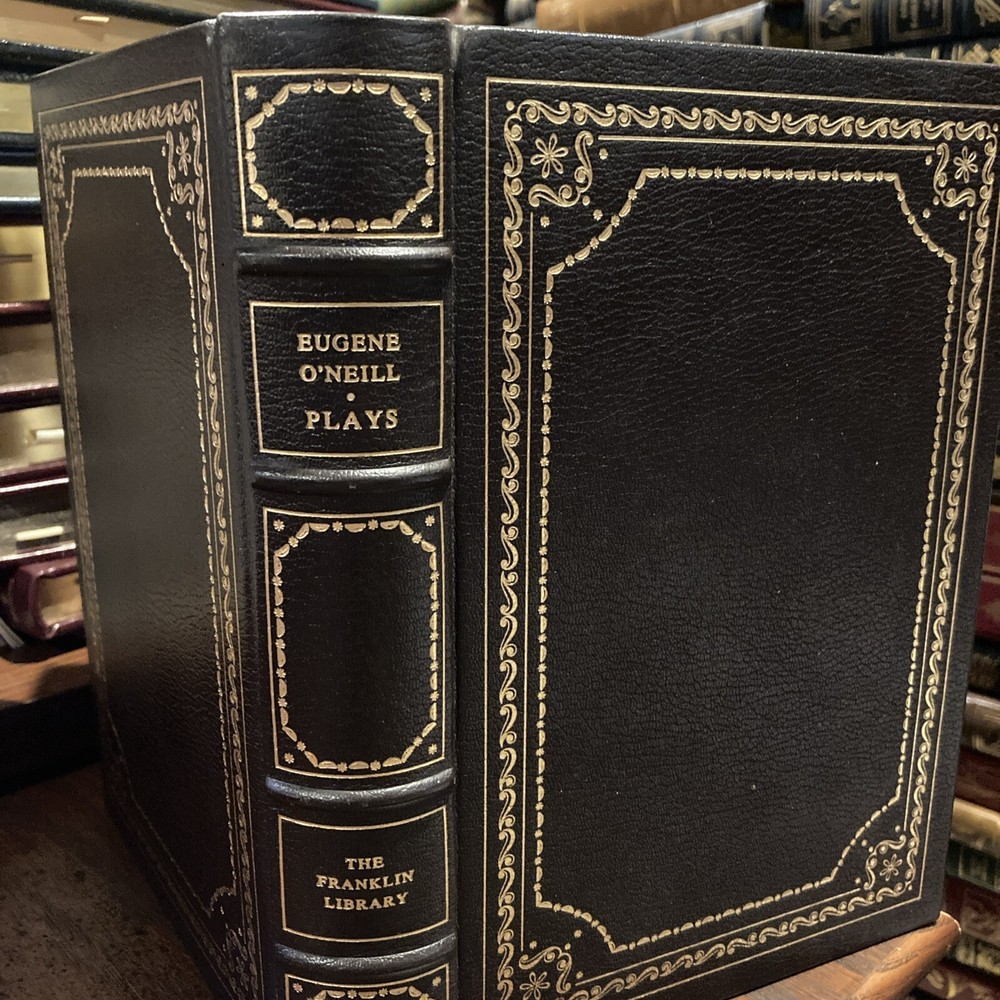 EUGENE
O'NEILL
•
PLAYS
THE
FRANKLIN
LIBRARY